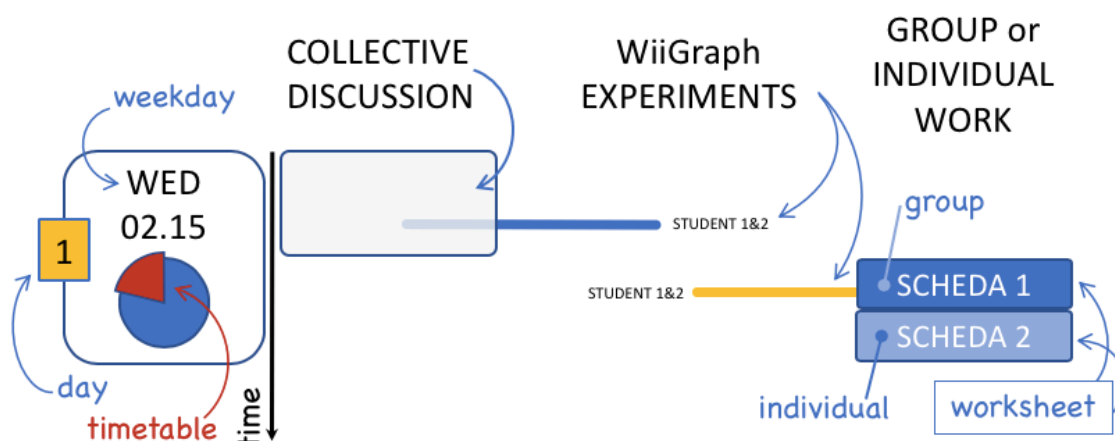 COLLECTIVE
DISCUSSION
WiiGraph
EXPERIMENTS
GROUP or
INDIVIDUAL
WORK
weekday
WED
02.15
1
day
timetable
time
STUDENT 1&2
STUDENT 1&2
group
SCHEDA 1
SCHEDA 2
individual
worksheet